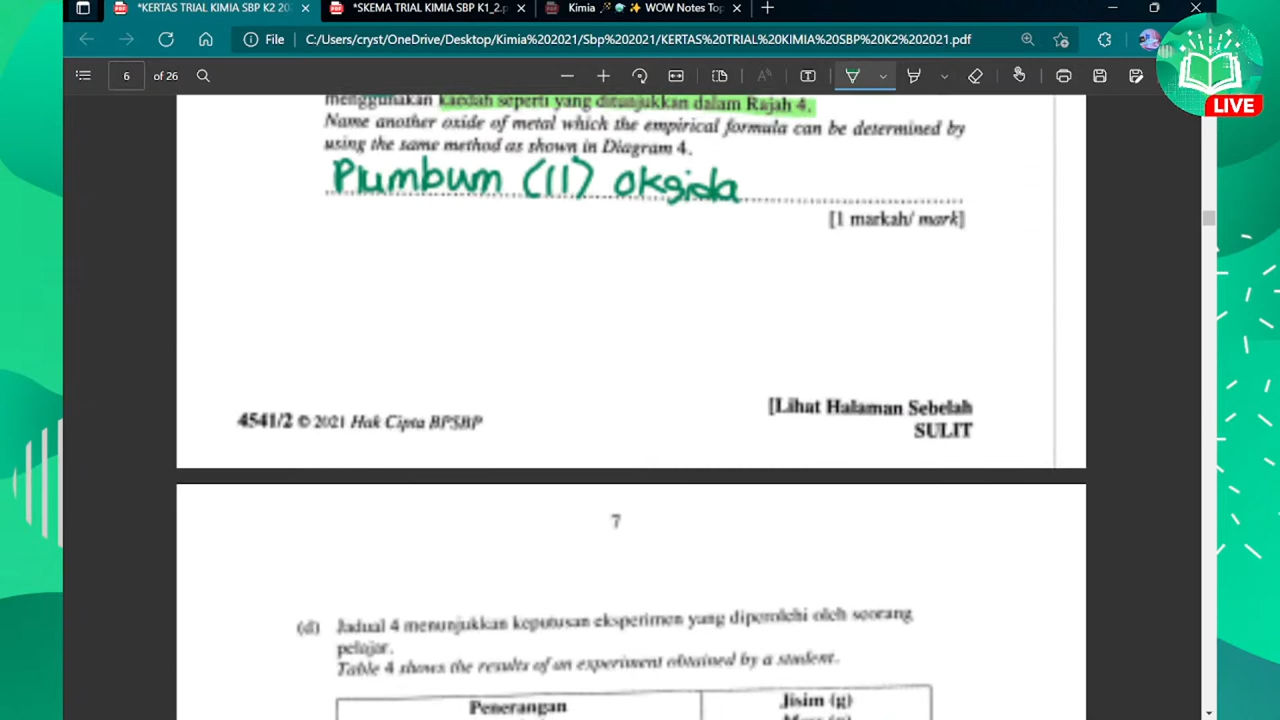 *KERTAS TRIAL KIMIA SBP K2 20
*SKEMA TRIAL KIMIA SBP K1_2.p
Kimia 🪄🎓✨ WOW Notes Top
File
C:/Users/cryst/OneDrive/Desktop/Kimia%202021/Sbp%202021/KERTAS%20TRIAL%20KIMIA%20SBP%20K2%202021.pdf
LIVE
6 of 26
menggunakan kaedah seperti yang ditunjukkan dalam Rajah 4.
Name another oxide of metal which the empirical formula can be determined by
using the same method as shown in Diagram 4.
Plumbum (II) oksida
[1 markah/ mark]
4541/2 © 2021 Hak Cipta BPSBP
[Lihat Halaman Sebelah
SULIT
7
(d) Jadual 4 menunjukkan keputusan eksperimen yang diperolehi oleh seorang
pelajar.
Table 4 shows the results of an experiment obtained by a student.
Penerangan
Jisim (g)